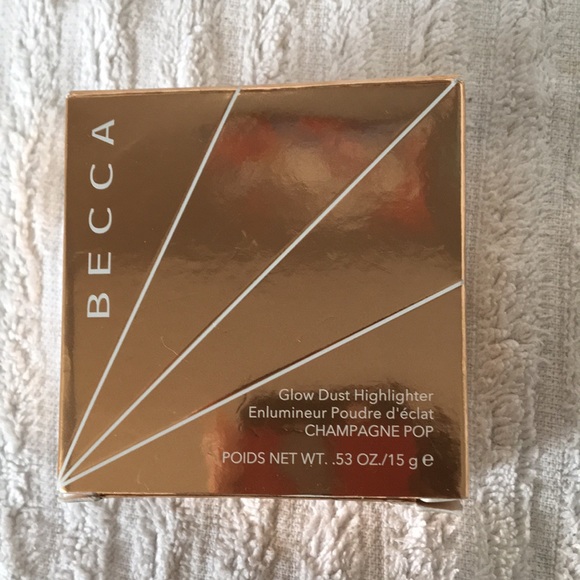 BECCA
Glow Dust Highlighter
Enlumineur Poudre d'éclat
CHAMPAGNE POP
POIDS NET WT. .53 OZ./15 g ℮